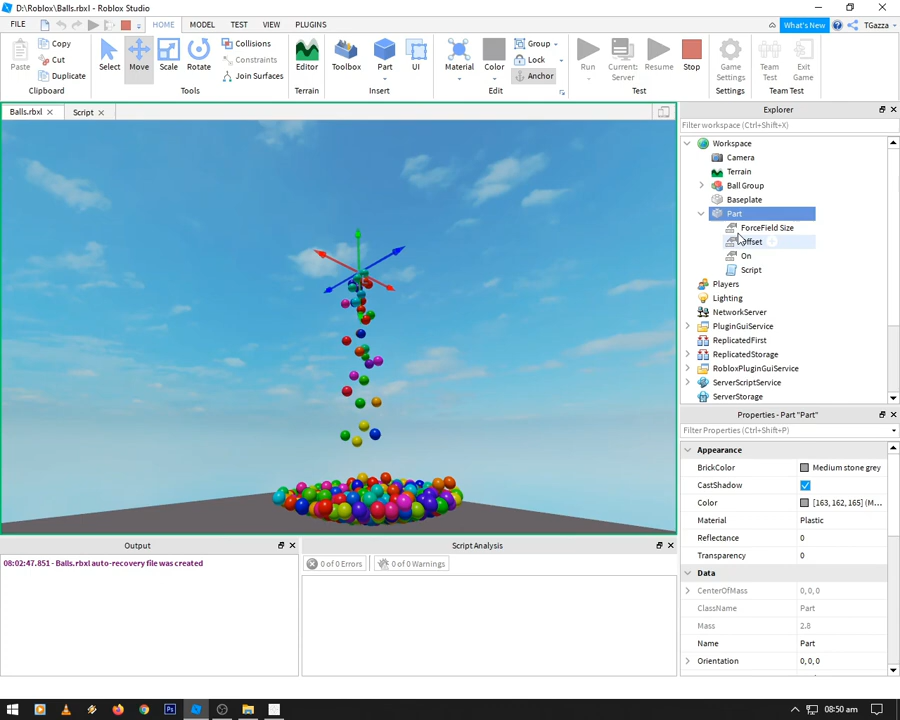 D:\Roblox\Balls.rbxl - Roblox Studio
FILE HOME MODEL TEST VIEW PLUGINS What's New TGazza
Paste Copy Cut Duplicate Clipboard
Select Move Scale Rotate Collisions Constraints Join Surfaces Tools
Editor Terrain
Toolbox Part UI Insert
Material Color Group Lock Anchor Edit
Run Current: Server Resume Stop Test
Game Settings Settings
Team Test Exit Game Team Test
Balls.rbxl Script
Explorer
Filter workspace (Ctrl+Shift+X)
Workspace
Camera
Terrain
Ball Group
Baseplate
Part
ForceField Size
Offset
On
Script
Players
Lighting
NetworkServer
PluginGuiService
ReplicatedFirst
ReplicatedStorage
RobloxPluginGuiService
ServerScriptService
ServerStorage
Properties - Part "Part"
Filter Properties (Ctrl+Shift+P)
Appearance
BrickColor Medium stone grey
CastShadow
Color [163, 162, 165] (M...
Material Plastic
Reflectance 0
Transparency 0
Data
CenterOfMass 0, 0, 0
ClassName Part
Mass 2.8
Name Part
Orientation 0, 0, 0
Output
08:02:47.851 - Balls.rbxl auto-recovery file was created
Script Analysis
0 of 0 Errors 0 of 0 Warnings
08:50 am